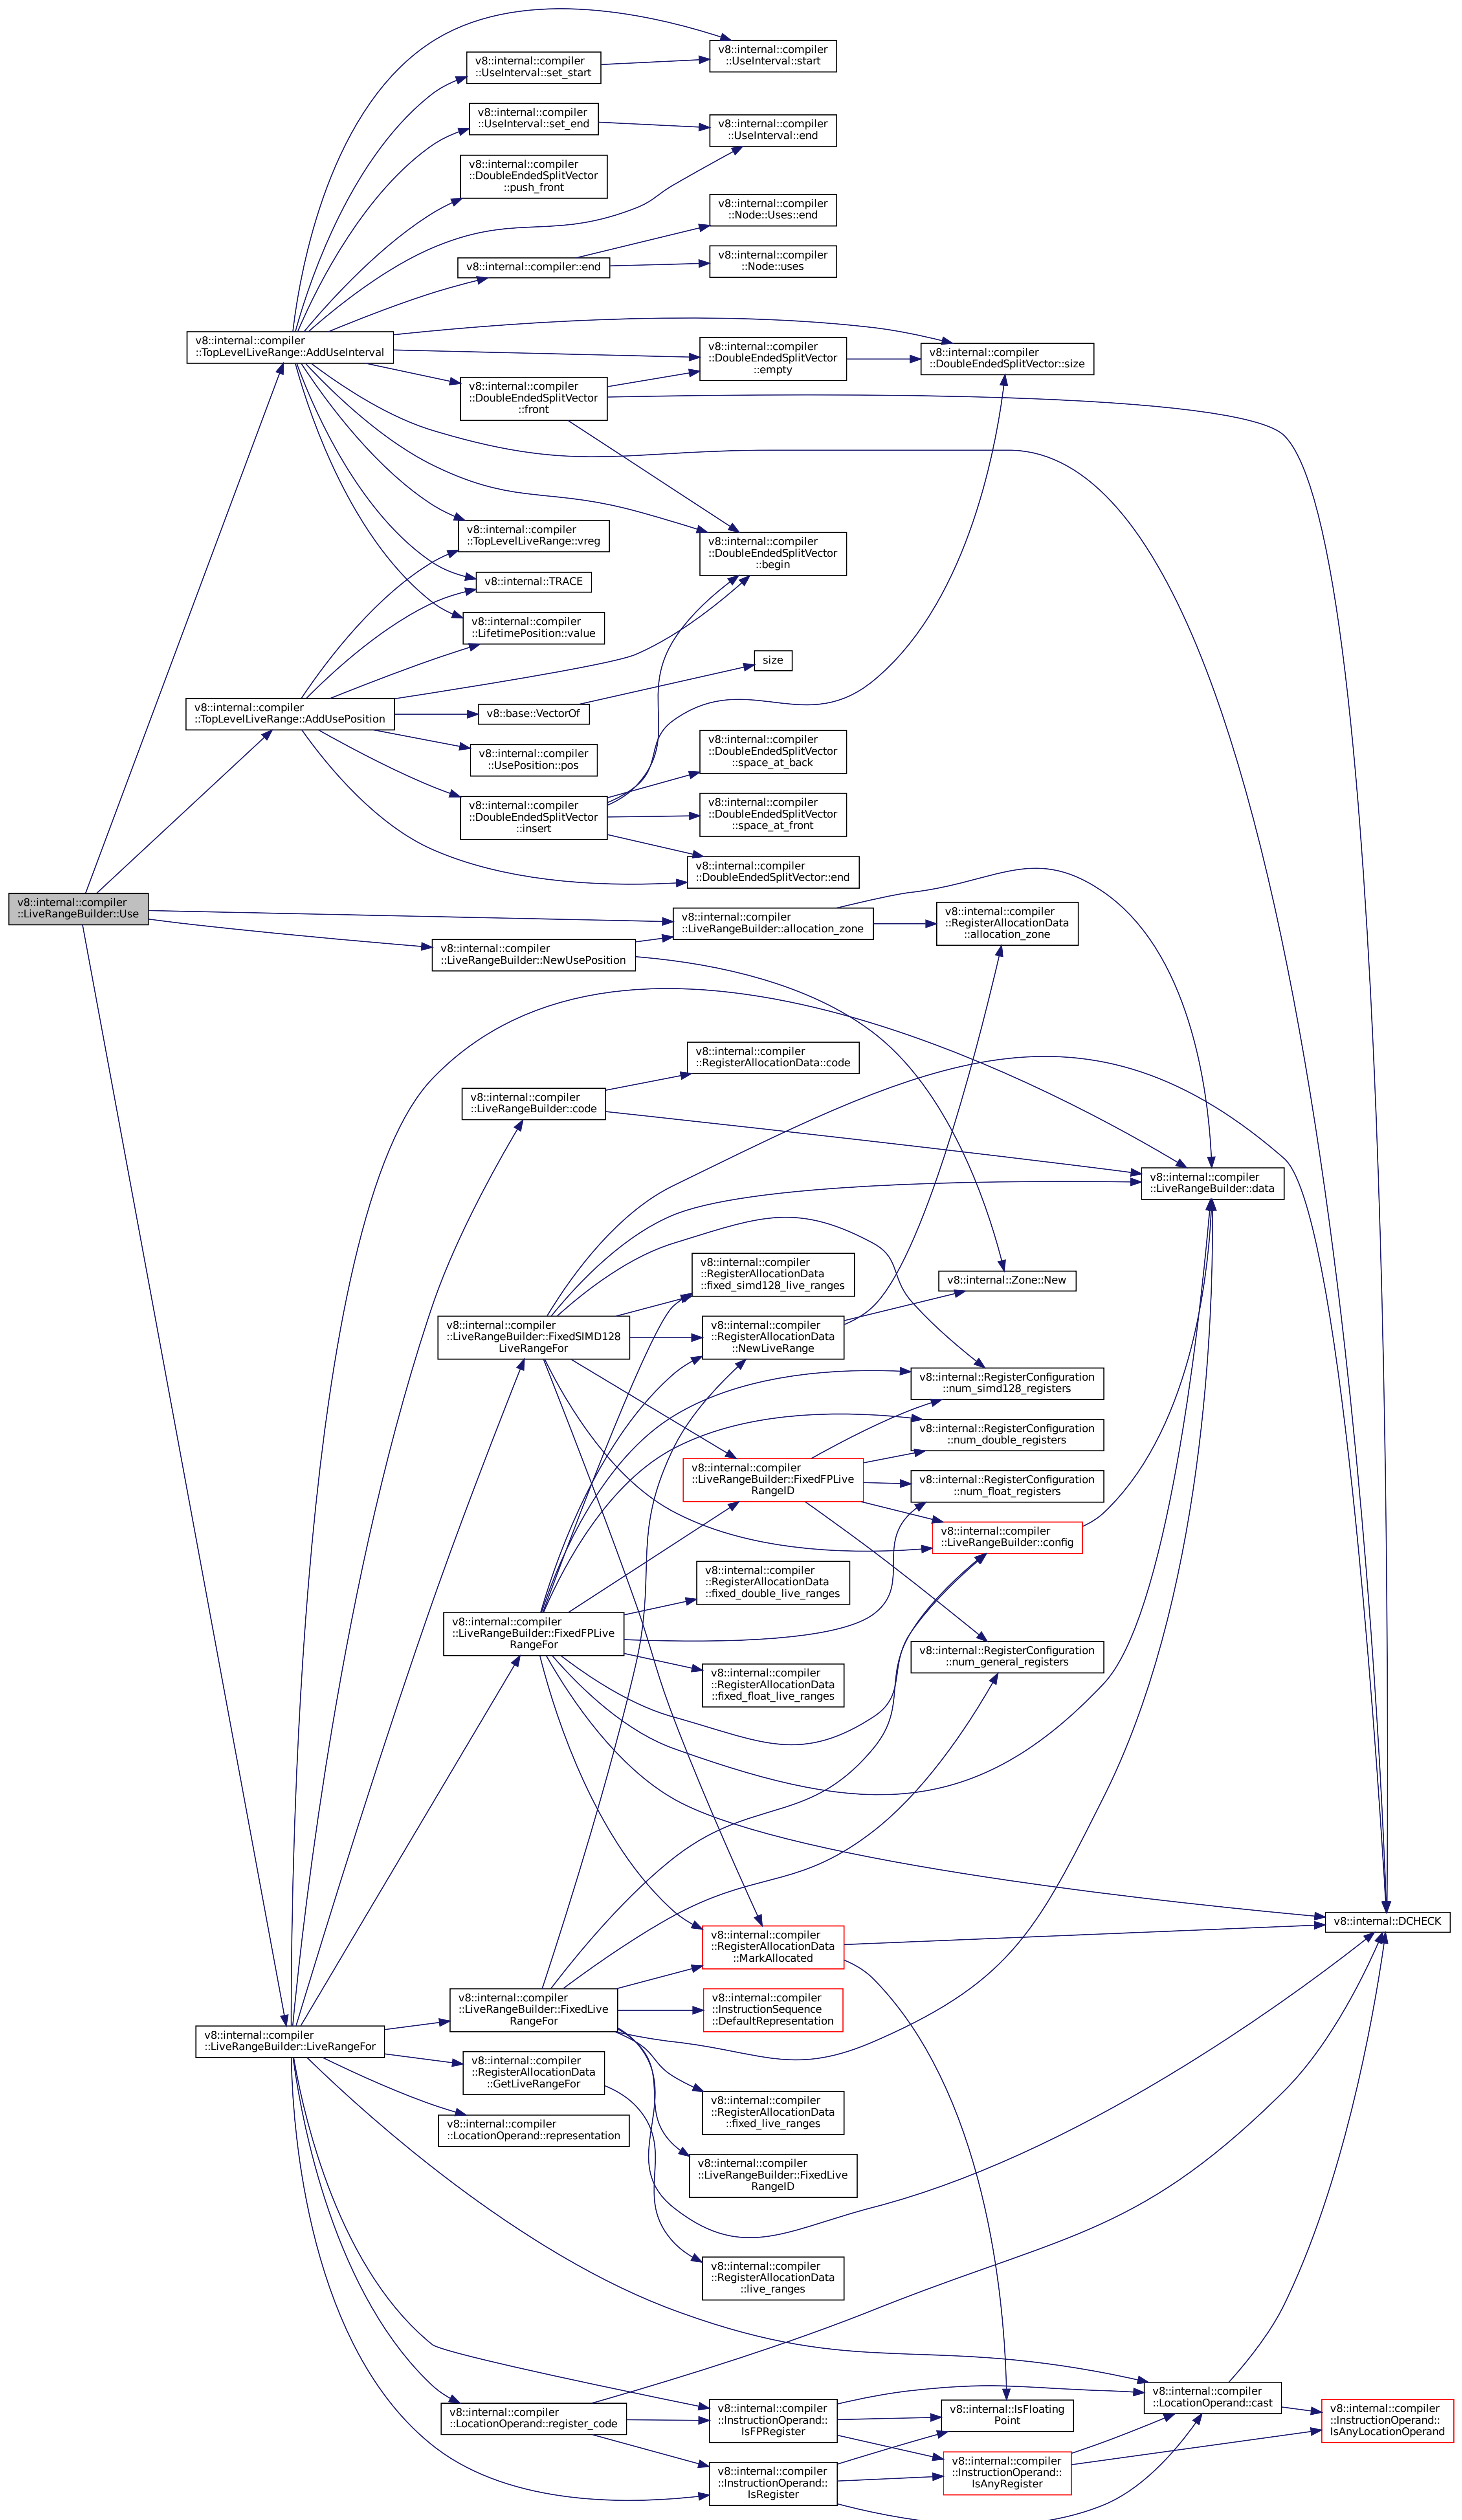 v8::internal::compiler
::LiveRangeBuilder::Use
v8::internal::compiler
::TopLevelLiveRange::AddUseInterval
v8::internal::compiler
::TopLevelLiveRange::AddUsePosition
v8::internal::compiler
::LiveRangeBuilder::LiveRangeFor
v8::internal::compiler
::UseInterval::set_start
v8::internal::compiler
::UseInterval::set_end
v8::internal::compiler
::DoubleEndedSplitVector
::push_front
v8::internal::compiler::end
v8::internal::compiler
::DoubleEndedSplitVector
::front
v8::internal::compiler
::TopLevelLiveRange::vreg
v8::internal::TRACE
v8::internal::compiler
::LifetimePosition::value
v8::base::VectorOf
v8::internal::compiler
::UsePosition::pos
v8::internal::compiler
::DoubleEndedSplitVector
::insert
v8::internal::compiler
::LiveRangeBuilder::NewUsePosition
v8::internal::compiler
::LiveRangeBuilder::code
v8::internal::compiler
::LiveRangeBuilder::FixedSIMD128
LiveRangeFor
v8::internal::compiler
::LiveRangeBuilder::FixedFPLive
RangeFor
v8::internal::compiler
::LiveRangeBuilder::FixedLive
RangeFor
v8::internal::compiler
::RegisterAllocationData
::GetLiveRangeFor
v8::internal::compiler
::LocationOperand::representation
v8::internal::compiler
::LocationOperand::register_code
v8::internal::compiler
::UseInterval::start
v8::internal::compiler
::UseInterval::end
v8::internal::compiler
::Node::Uses::end
v8::internal::compiler
::Node::uses
v8::internal::compiler
::DoubleEndedSplitVector
::empty
v8::internal::compiler
::DoubleEndedSplitVector
::begin
size
v8::internal::compiler
::DoubleEndedSplitVector
::space_at_back
v8::internal::compiler
::DoubleEndedSplitVector
::space_at_front
v8::internal::compiler
::DoubleEndedSplitVector::end
v8::internal::compiler
::LiveRangeBuilder::allocation_zone
v8::internal::compiler
::RegisterAllocationData::code
v8::internal::compiler
::RegisterAllocationData
::fixed_simd128_live_ranges
v8::internal::compiler
::RegisterAllocationData
::NewLiveRange
v8::internal::compiler
::LiveRangeBuilder::FixedFPLive
RangeID
v8::internal::compiler
::RegisterAllocationData
::fixed_double_live_ranges
v8::internal::compiler
::RegisterAllocationData
::fixed_float_live_ranges
v8::internal::compiler
::RegisterAllocationData
::MarkAllocated
v8::internal::compiler
::InstructionSequence
::DefaultRepresentation
v8::internal::compiler
::RegisterAllocationData
::fixed_live_ranges
v8::internal::compiler
::LiveRangeBuilder::FixedLive
RangeID
v8::internal::compiler
::RegisterAllocationData
::live_ranges
v8::internal::compiler
::InstructionOperand::
IsFPRegister
v8::internal::compiler
::InstructionOperand::
IsRegister
v8::internal::compiler
::DoubleEndedSplitVector::size
v8::internal::compiler
::RegisterAllocationData
::allocation_zone
v8::internal::Zone::New
v8::internal::RegisterConfiguration
::num_simd128_registers
v8::internal::RegisterConfiguration
::num_double_registers
v8::internal::RegisterConfiguration
::num_float_registers
v8::internal::compiler
::LiveRangeBuilder::config
v8::internal::RegisterConfiguration
::num_general_registers
v8::internal::IsFloating
Point
v8::internal::compiler
::InstructionOperand::
IsAnyRegister
v8::internal::compiler
::LiveRangeBuilder::data
v8::internal::compiler
::LocationOperand::cast
v8::internal::DCHECK
v8::internal::compiler
::InstructionOperand::
IsAnyLocationOperand